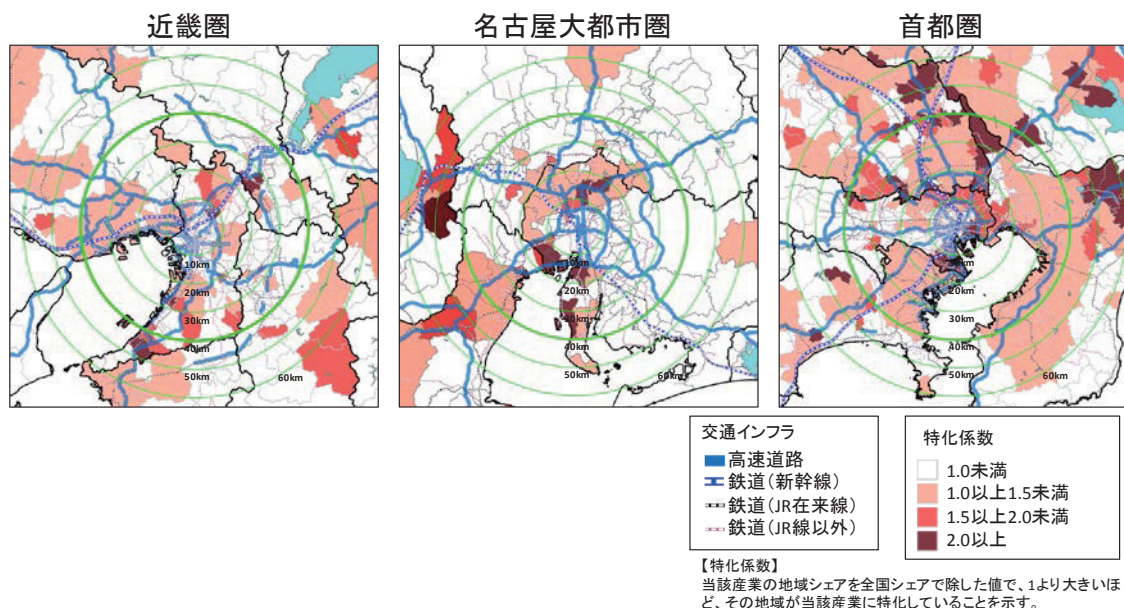 近畿圏
名古屋大都市圏
首都圏
10km
20km
30km
40km
50km
60km
10km
20km
30km
40km
50km
60km
20km
30km
40km
50km
60km
交通インフラ
高速道路
鉄道(新幹線)
鉄道(JR在来線)
鉄道(JR線以外)
特化係数
1.0未満
1.0以上1.5未満
1.5以上2.0未満
2.0以上
【特化係数】
当該産業の地域シェアを全国シェアで除した値で、1より大きいほ
ど、その地域が当該産業に特化していることを示す。